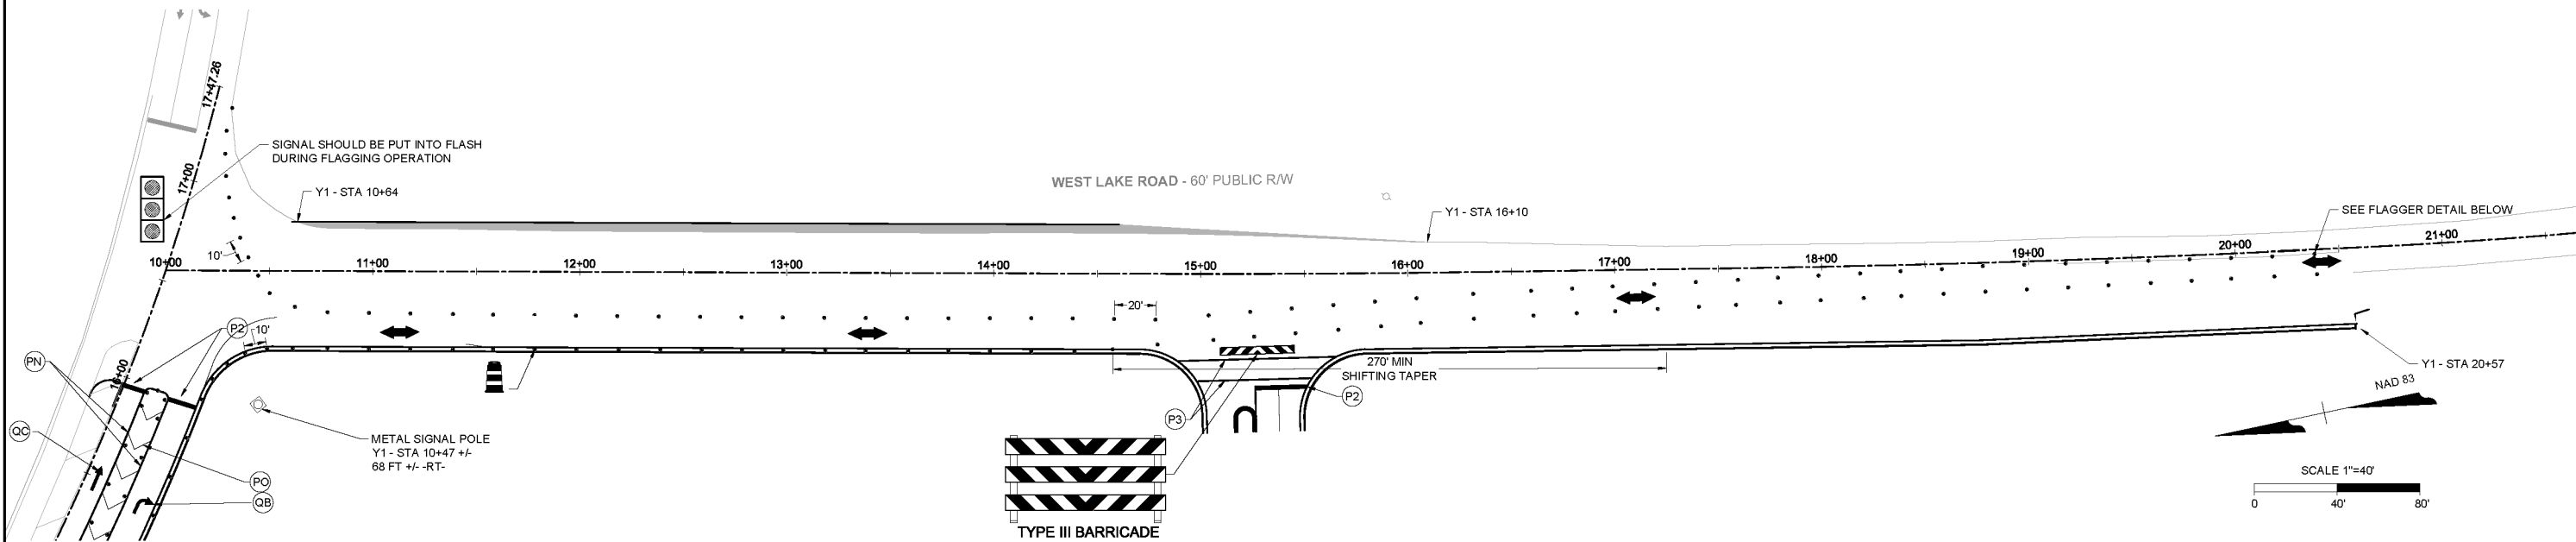 17+47.26
SIGNAL SHOULD BE PUT INTO FLASH
DURING FLAGGING OPERATION
17+00
Y1 - STA 10+64
WEST LAKE ROAD - 60' PUBLIC R/W
Y1 - STA 16+10
SEE FLAGGER DETAIL BELOW
10'
10+00
11+00
12+00
13+00
14+00
15+00
16+00
17+00
18+00
19+00
20+00
21+00
20'
P2
10'
PN
16+00
270' MIN
SHIFTING TAPER
Y1 - STA 20+57
NAD 83
P2
P3
QC
METAL SIGNAL POLE
Y1 - STA 10+47 +/-
68 FT +/- -RT-
PO
QB
SCALE 1"=40'
0
40'
80'
TYPE III BARRICADE